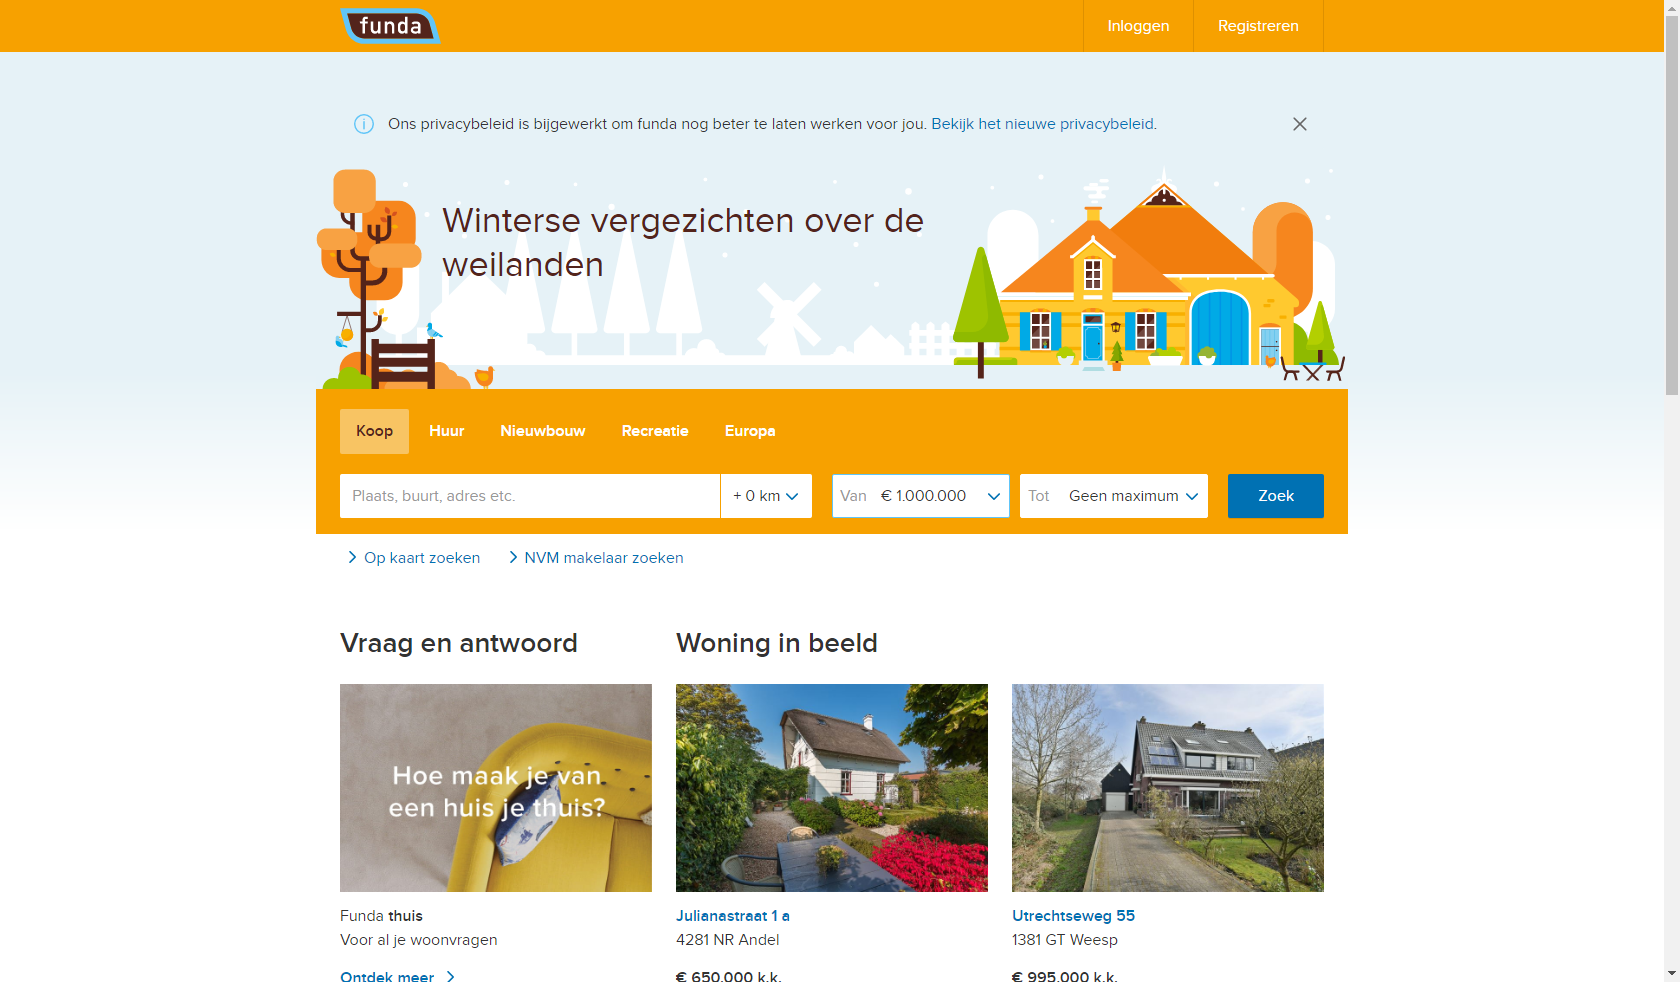 funda
Inloggen
Registreren
Ons privacybeleid is bijgewerkt om funda nog beter te laten werken voor jou. Bekijk het nieuwe privacybeleid.
Winterse vergezichten over de
weilanden
Koop
Huur
Nieuwbouw
Recreatie
Europa
Plaats, buurt, adres etc.
+ 0 km
Van € 1.000.000
Tot Geen maximum
Zoek
Op kaart zoeken
NVM makelaar zoeken
Vraag en antwoord
Hoe maak je van
een huis je thuis?
Funda thuis
Voor al je woonvragen
Ontdek meer
Woning in beeld
Julianastraat 1 a
4281 NR Andel
€ 650.000 k.k.
Utrechtseweg 55
1381 GT Weesp
€ 995.000 k.k.